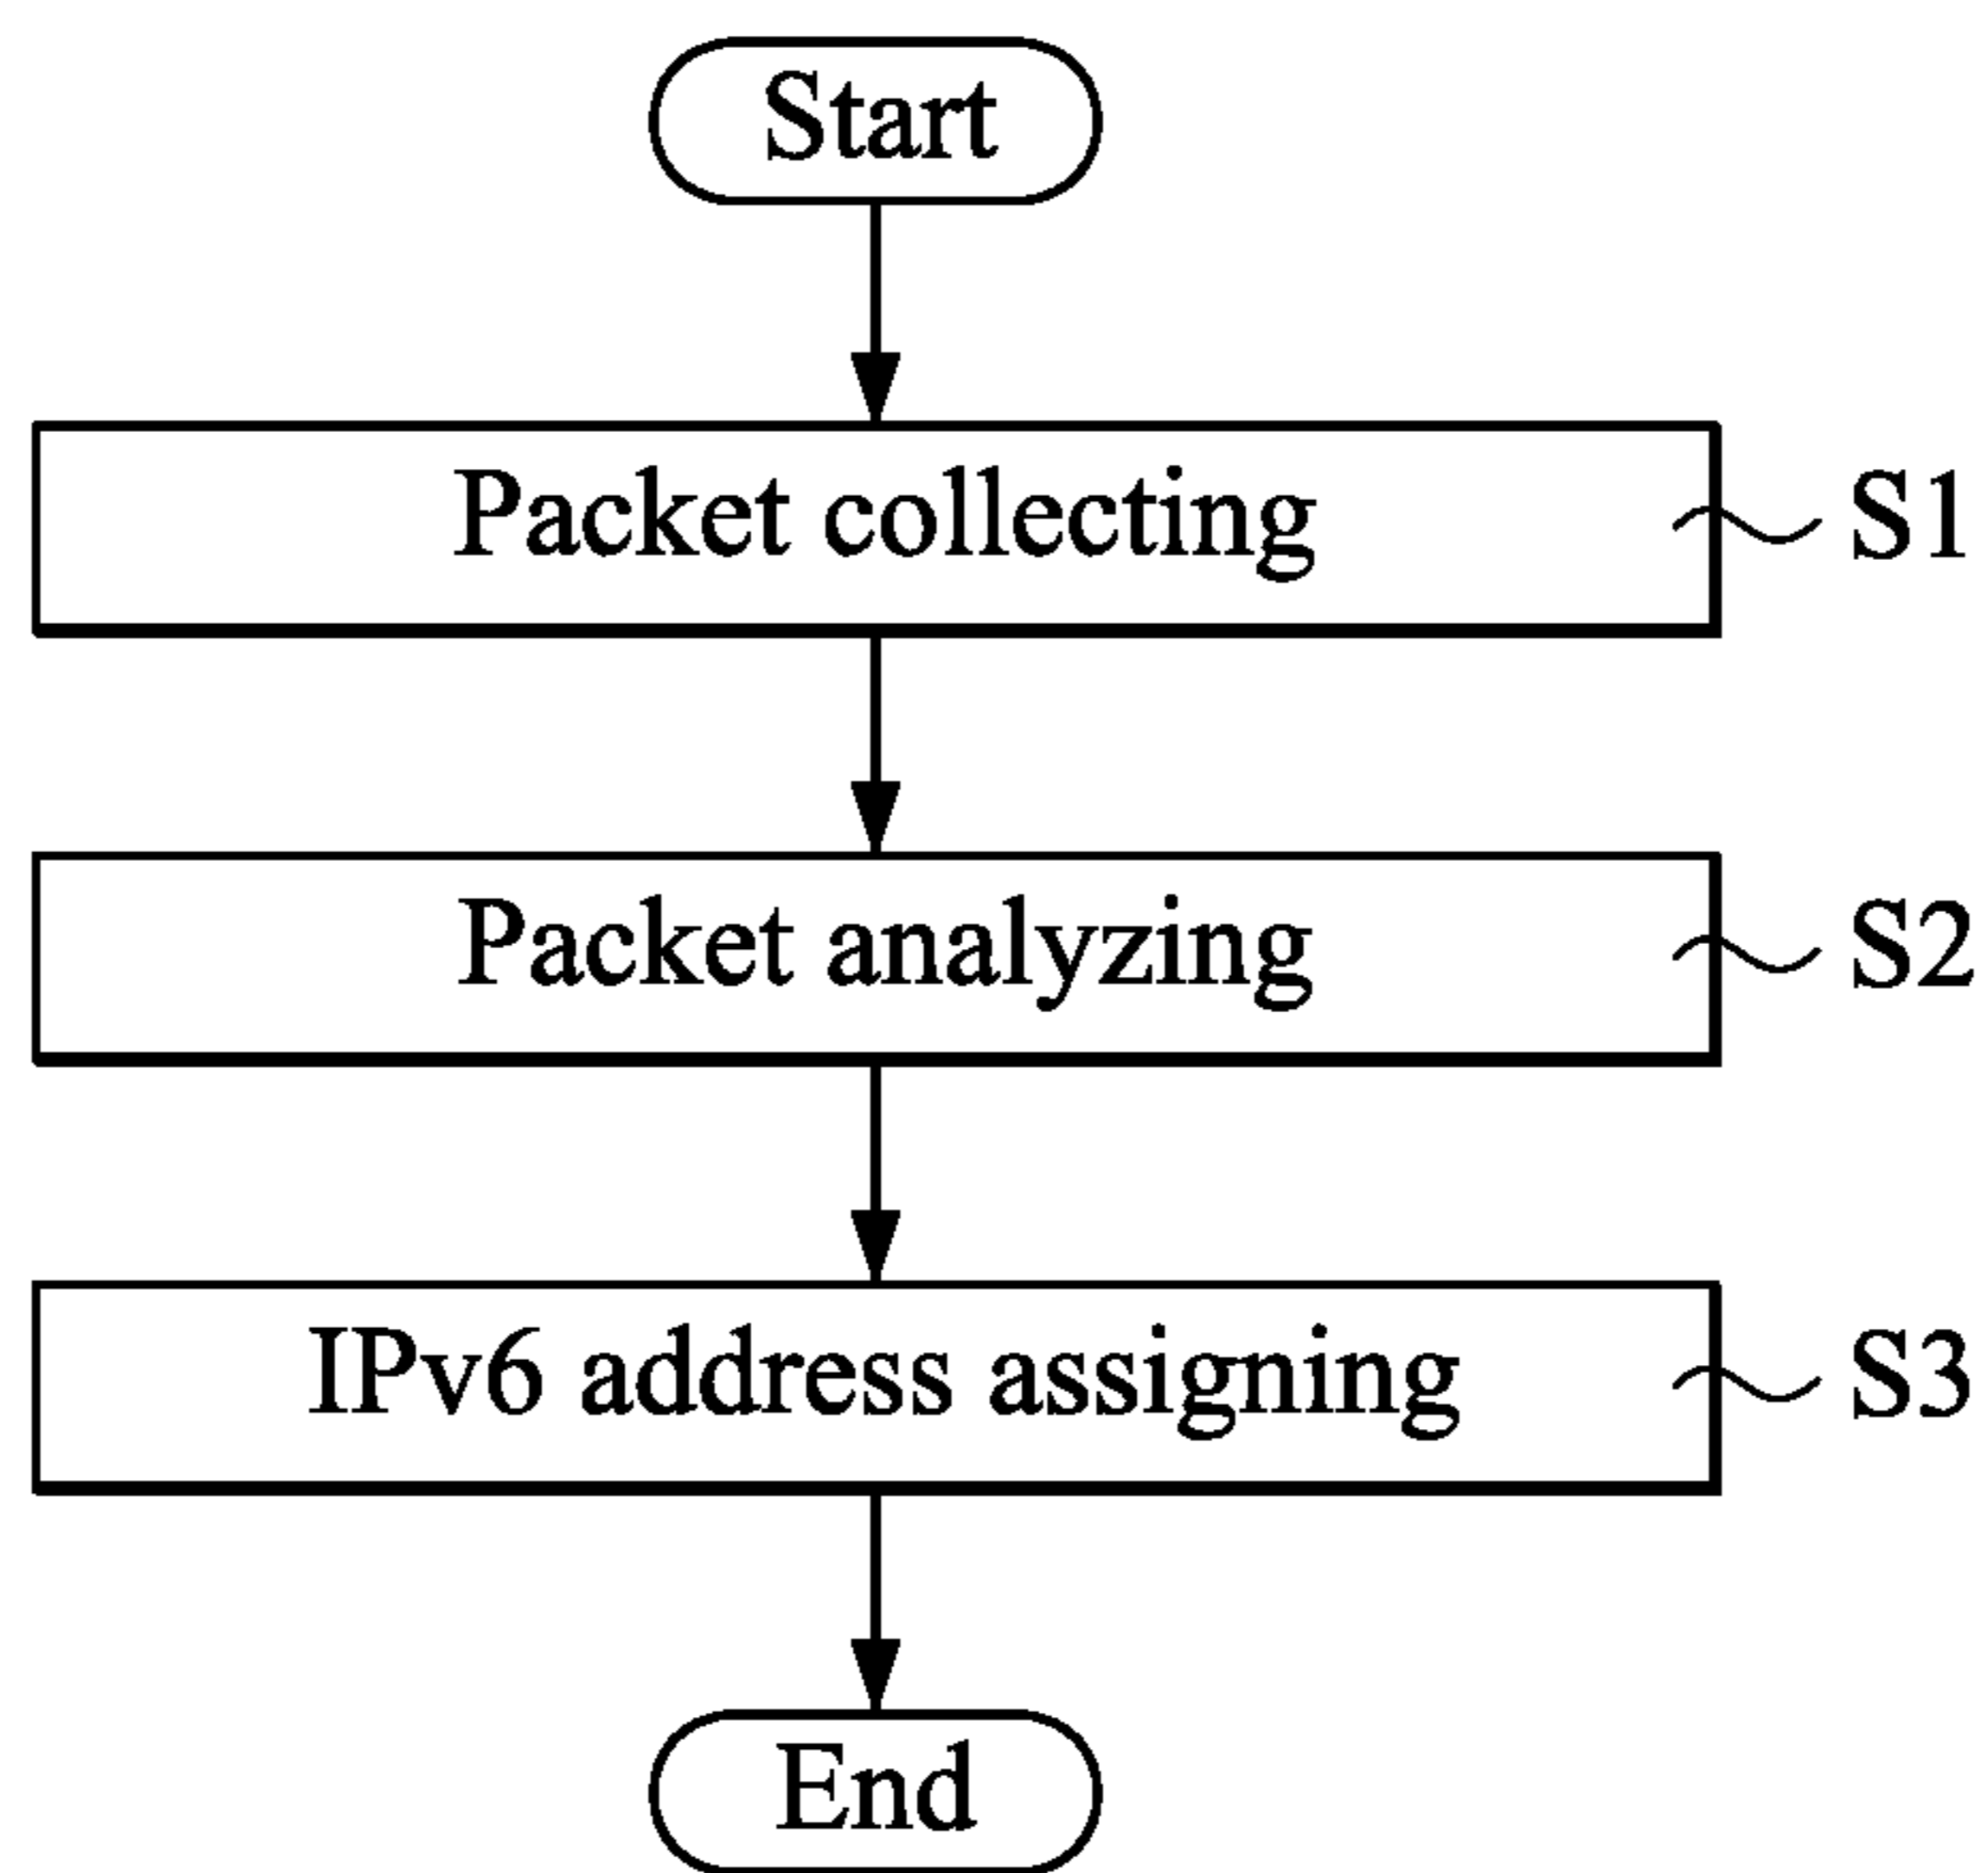 Start
Packet collecting
S1
Packet analyzing
S2
IPv6 address assigning
S3
End